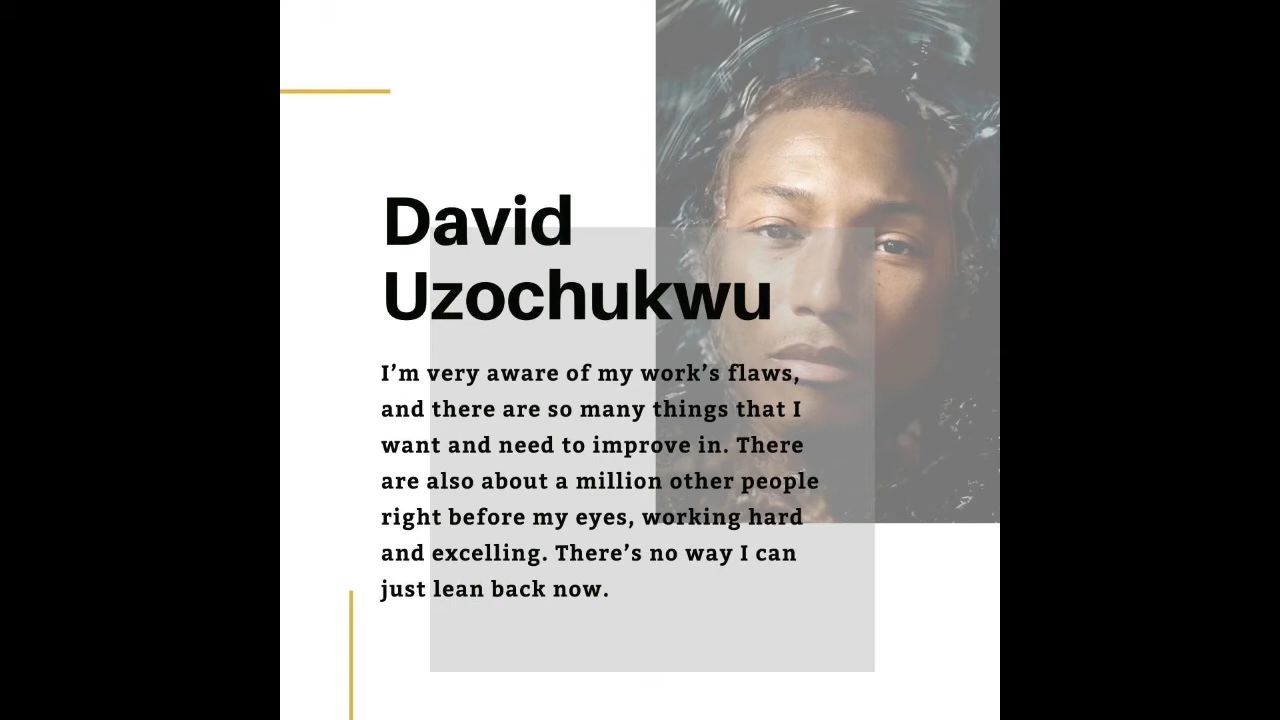 David
Uzochukwu
I’m very aware of my work’s flaws,
and there are so many things that I
want and need to improve in. There
are also about a million other people
right before my eyes, working hard
and excelling. There’s no way I can
just lean back now.